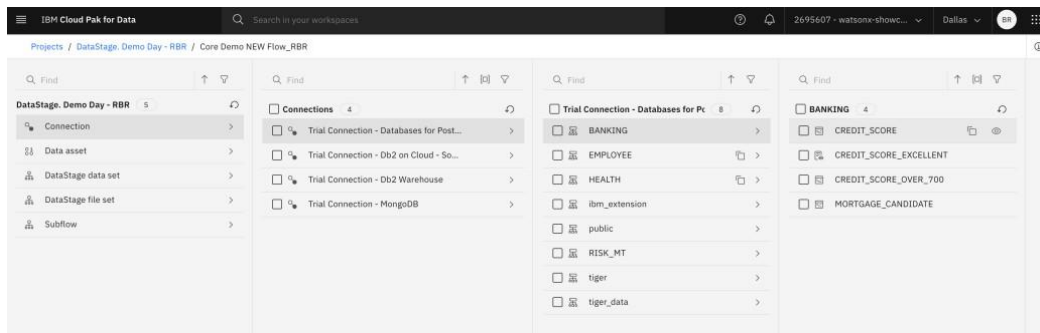 IBM Cloud Pak for Data
Search in your workspaces
2695607 - watsonx-showc...
Dallas
BR
Projects / DataStage. Demo Day - RBR / Core Demo NEW Flow_RBR
Find
DataStage. Demo Day - RBR 5
Connection
Data asset
DataStage data set
DataStage file set
Subflow
Find
Connections 4
Trial Connection - Databases for Post...
Trial Connection - Db2 on Cloud - So...
Trial Connection - Db2 Warehouse
Trial Connection - MongoDB
Find
Trial Connection - Databases for Pc 8
BANKING
EMPLOYEE
HEALTH
ibm_extension
public
RISK_MT
tiger
tiger_data
Find
BANKING 4
CREDIT_SCORE
CREDIT_SCORE_EXCELLENT
CREDIT_SCORE_OVER_700
MORTGAGE_CANDIDATE